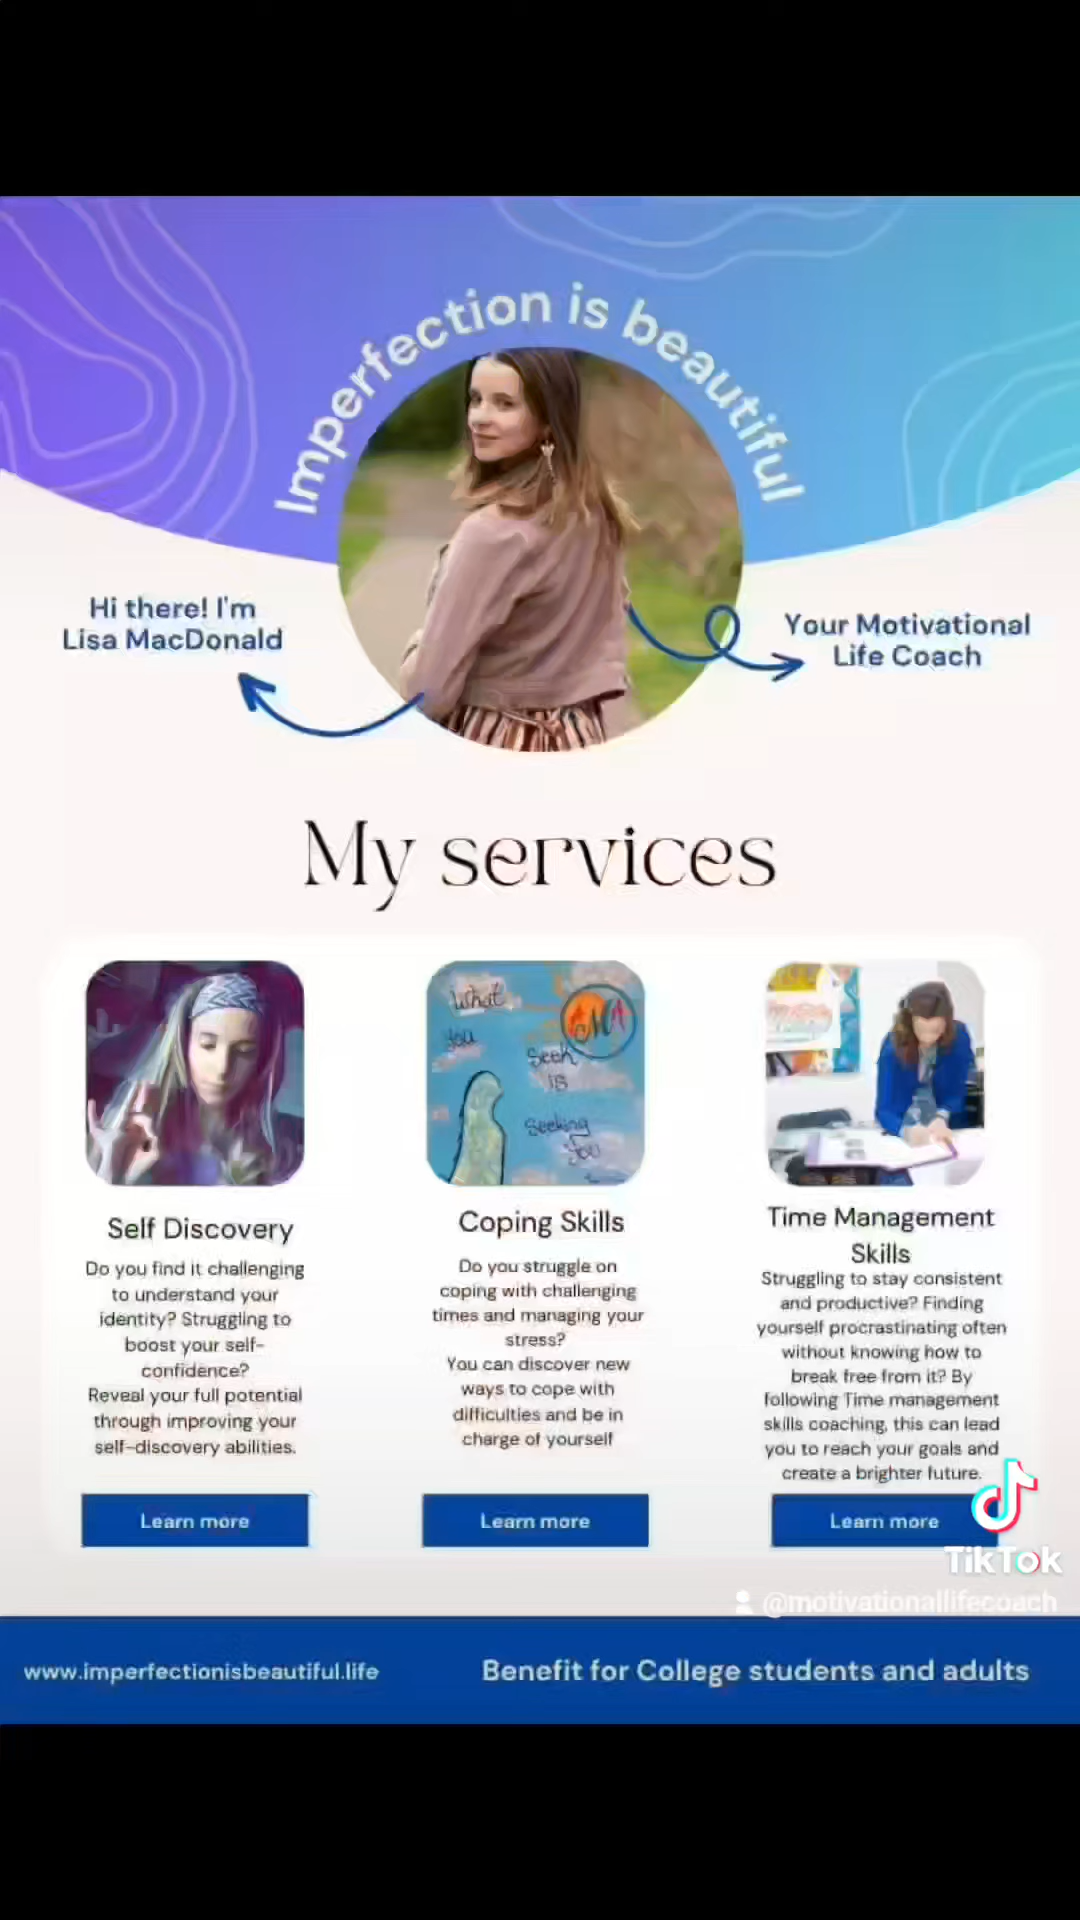 Imperfection is beautiful
Hi there! I'm
Lisa MacDonald
Your Motivational
Life Coach
My services
What
you
Seek
is
Seeking
You
Self Discovery
Do you find it challenging
to understand your
identity? Struggling to
boost your self-
confidence?
Reveal your full potential
through improving your
self-discovery abilities.
Learn more
Coping Skills
Do you struggle on
coping with challenging
times and managing your
stress?
You can discover new
ways to cope with
difficulties and be in
charge of yourself
Learn more
Time Management
Skills
Struggling to stay consistent
and productive? Finding
yourself procrastinating often
without knowing how to
break free from it? By
following Time management
skills coaching, this can lead
you to reach your goals and
create a brighter future.
Learn more
TikTok
@motivationallifecoach
www.imperfectionisbeautiful.life
Benefit for College students and adults